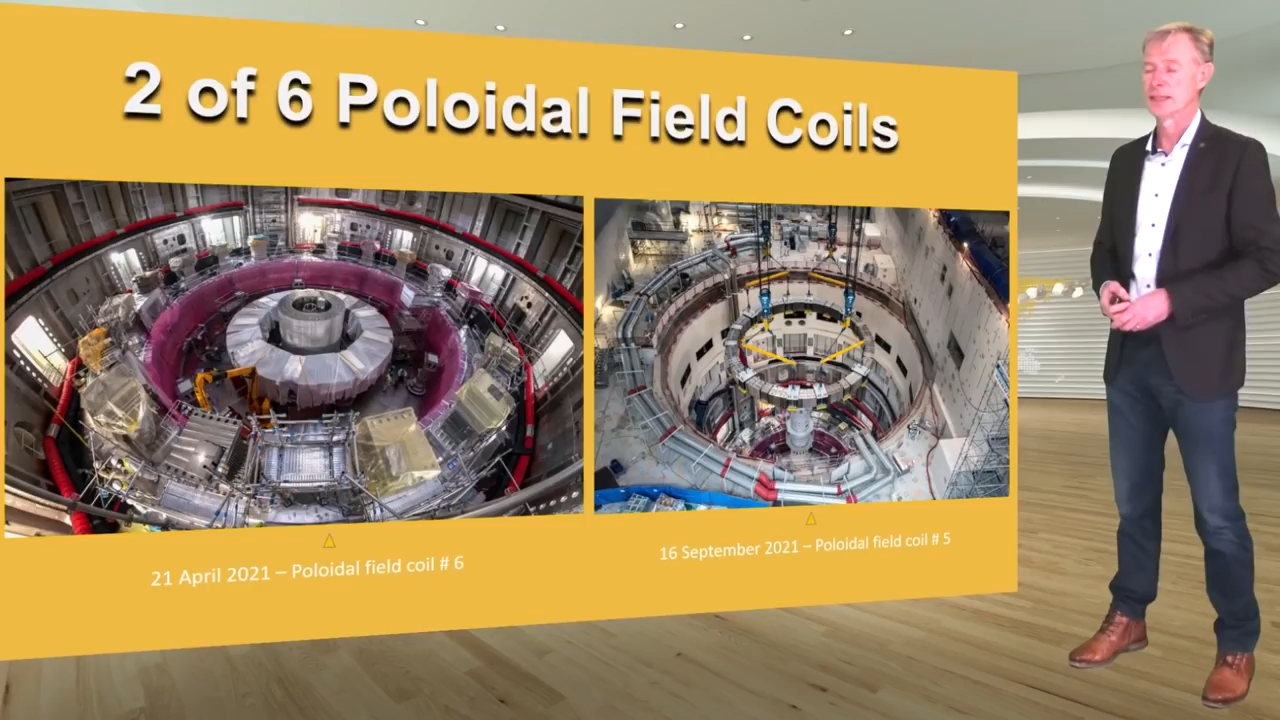 2 of 6 Poloidal Field Coils
21 April 2021 – Poloidal field coil # 6
16 September 2021 – Poloidal field coil # 5